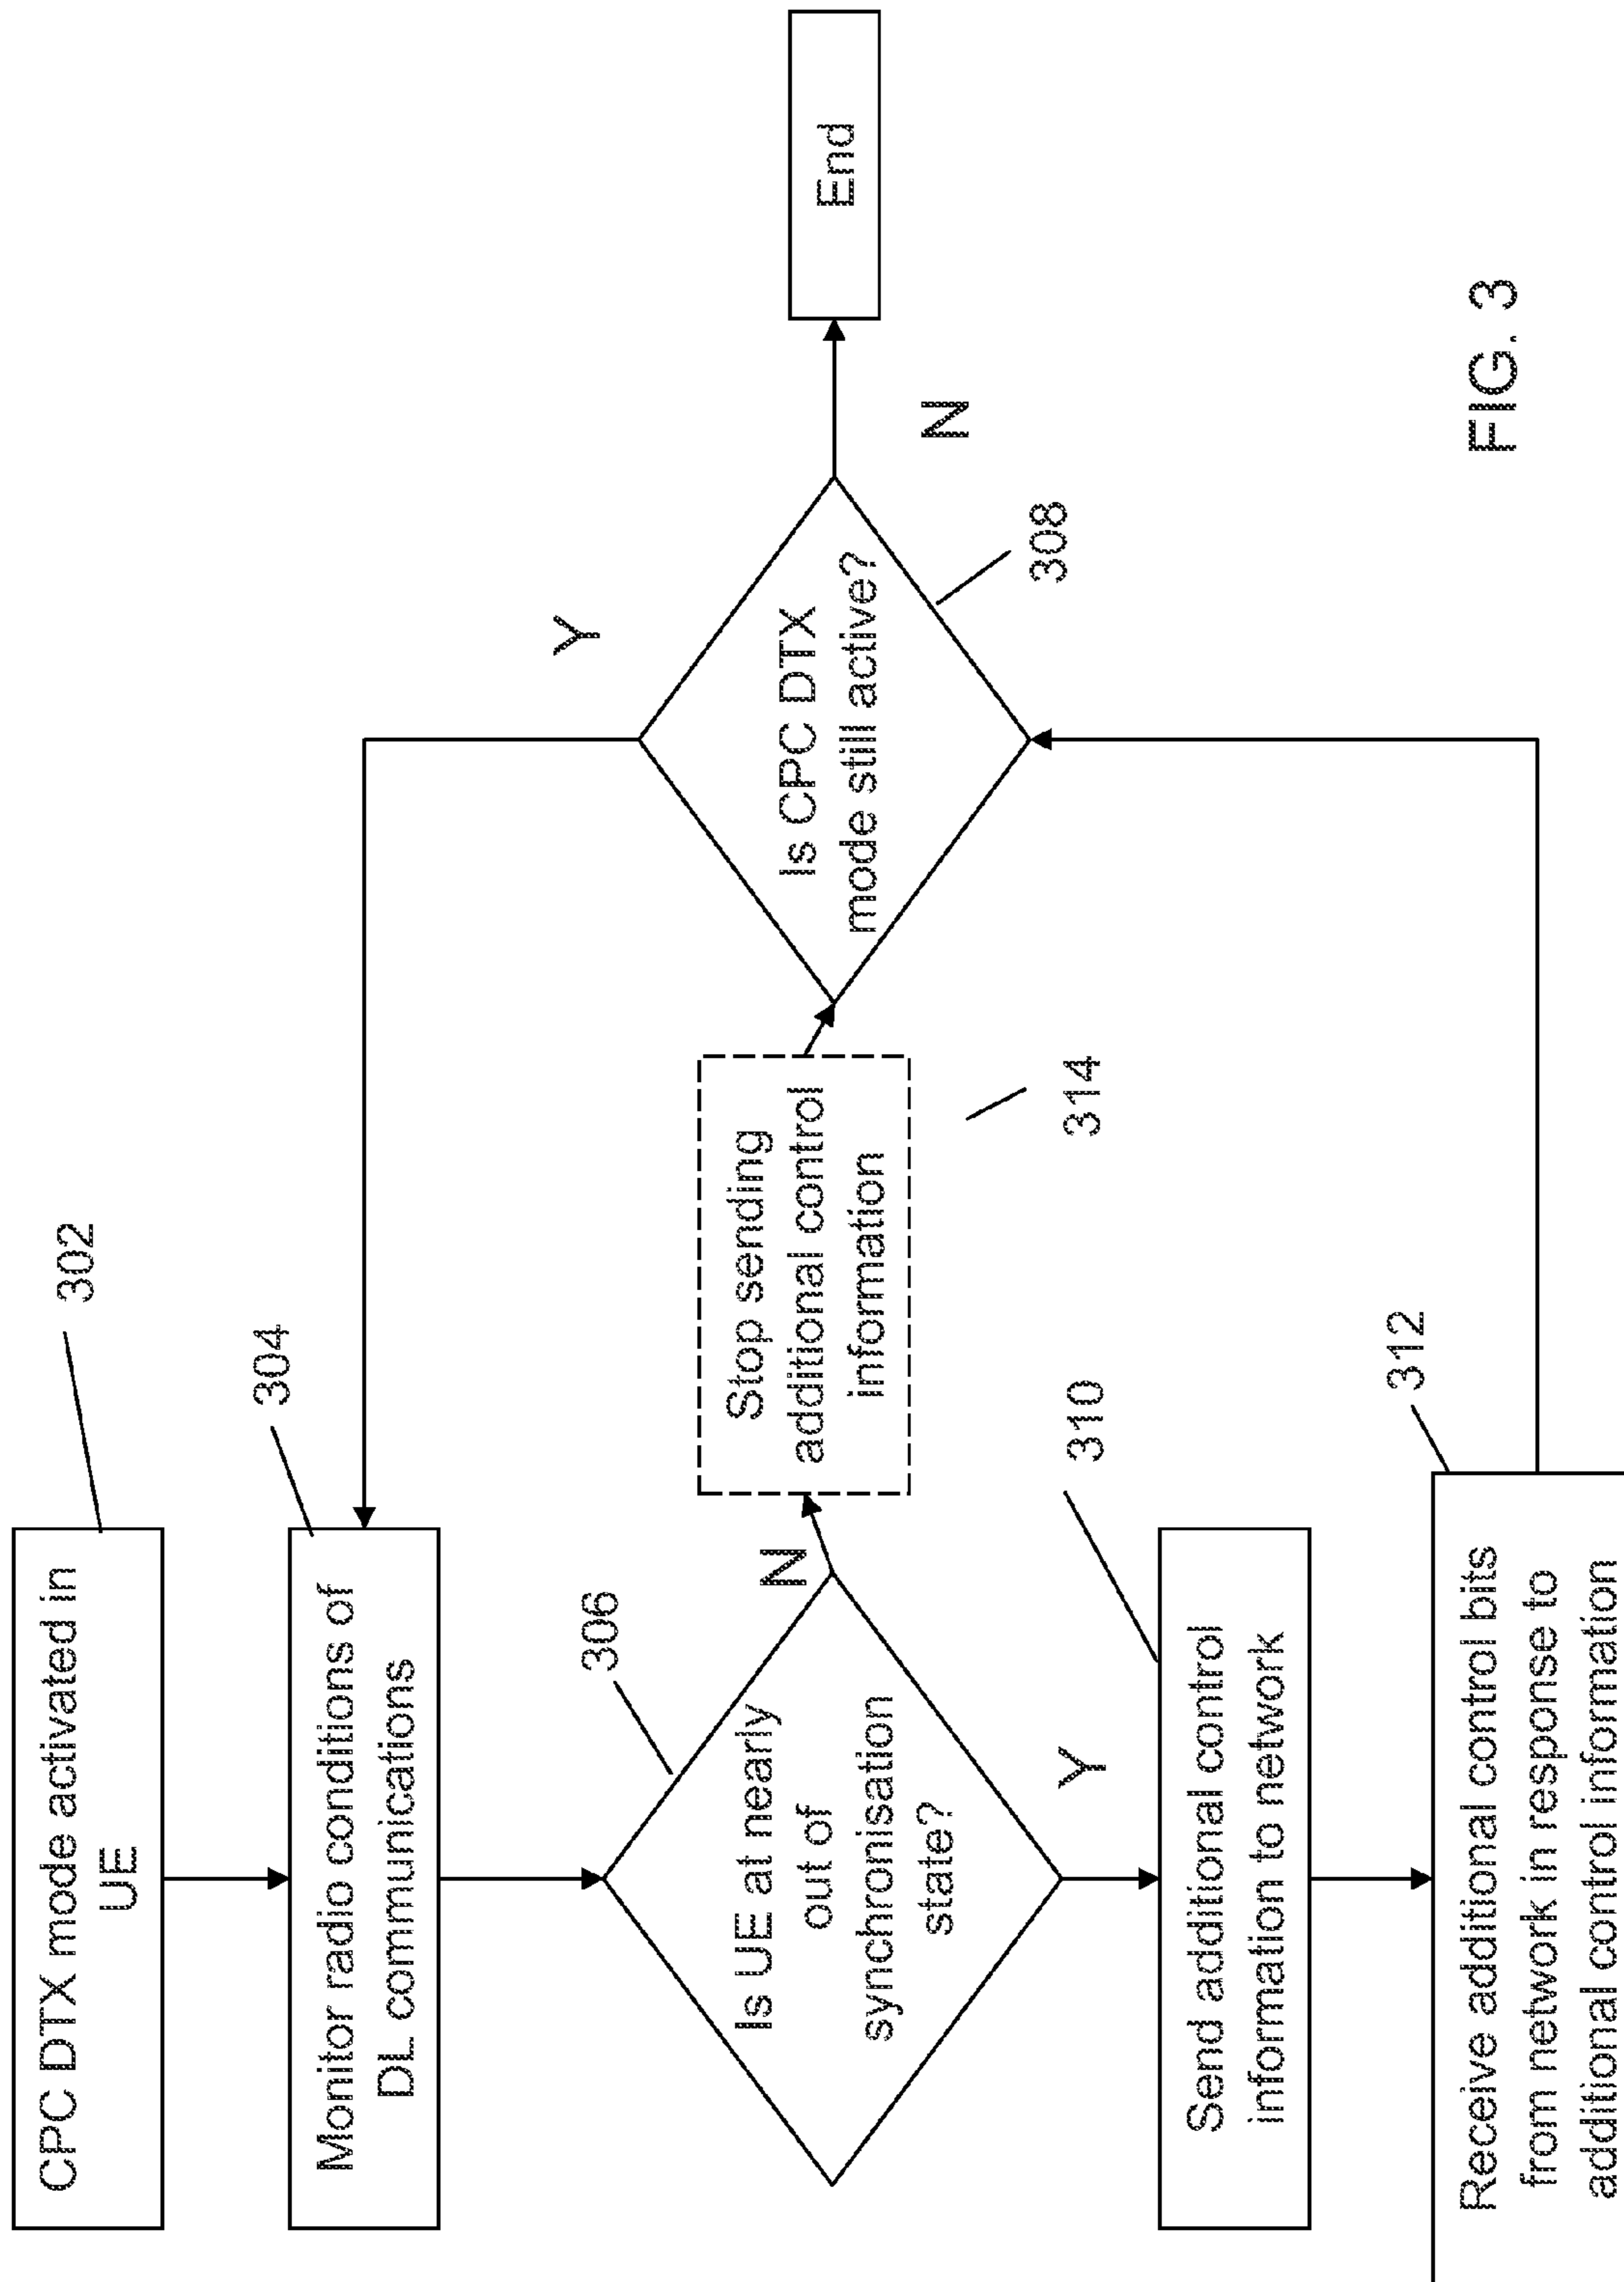 CPC DTX mode activated in
UE
302
Monitor radio conditions of
DL communications
304
Is UE at nearly
out of
synchronisation
state?
306
N
Y
Stop sending
additional control
information
314
Is CPC DTX
mode still active?
308
Y
N
End
Send additional control
information to network
310
Receive additional control bits
from network in response to
additional control information
312
FIG. 3